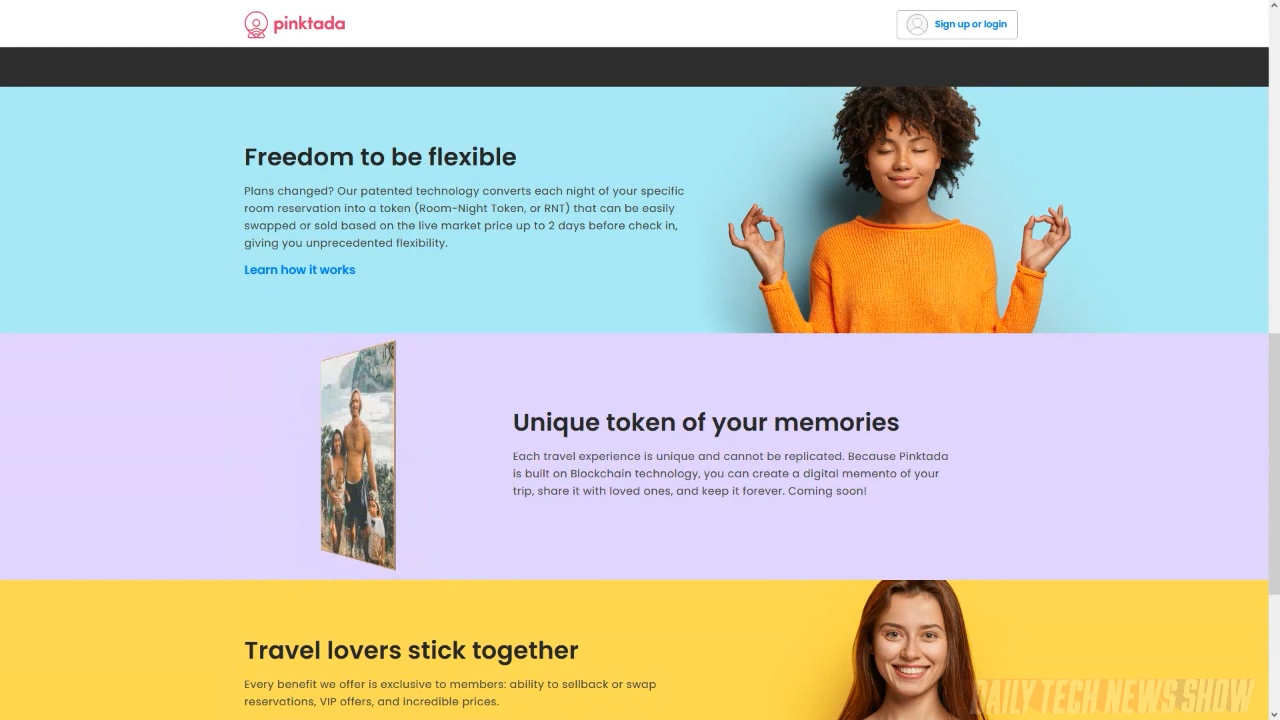 pinktada
Sign up or login
Freedom to be flexible
Plans changed? Our patented technology converts each night of your specific
room reservation into a token (Room-Night Token, or RNT) that can be easily
swapped or sold based on the live market price up to 2 days before check in,
giving you unprecedented flexibility.
Learn how it works
Unique token of your memories
Each travel experience is unique and cannot be replicated. Because Pinktada
is built on Blockchain technology, you can create a digital memento of your
trip, share it with loved ones, and keep it forever. Coming soon!
Travel lovers stick together
Every benefit we offer is exclusive to members: ability to sellback or swap
reservations, VIP offers, and incredible prices.
DAILY TECH NEWS SHOW